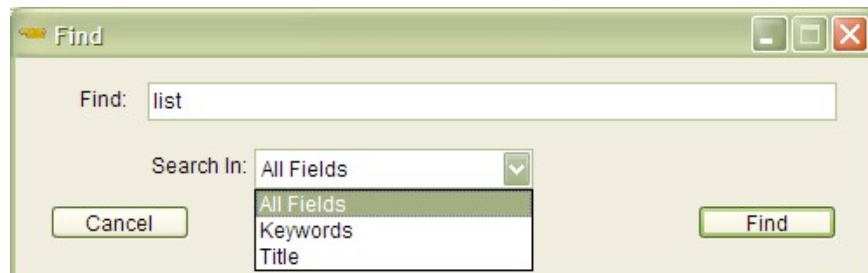 Find
Find: list
Search In: All Fields
All Fields
Cancel Keywords Find
Title